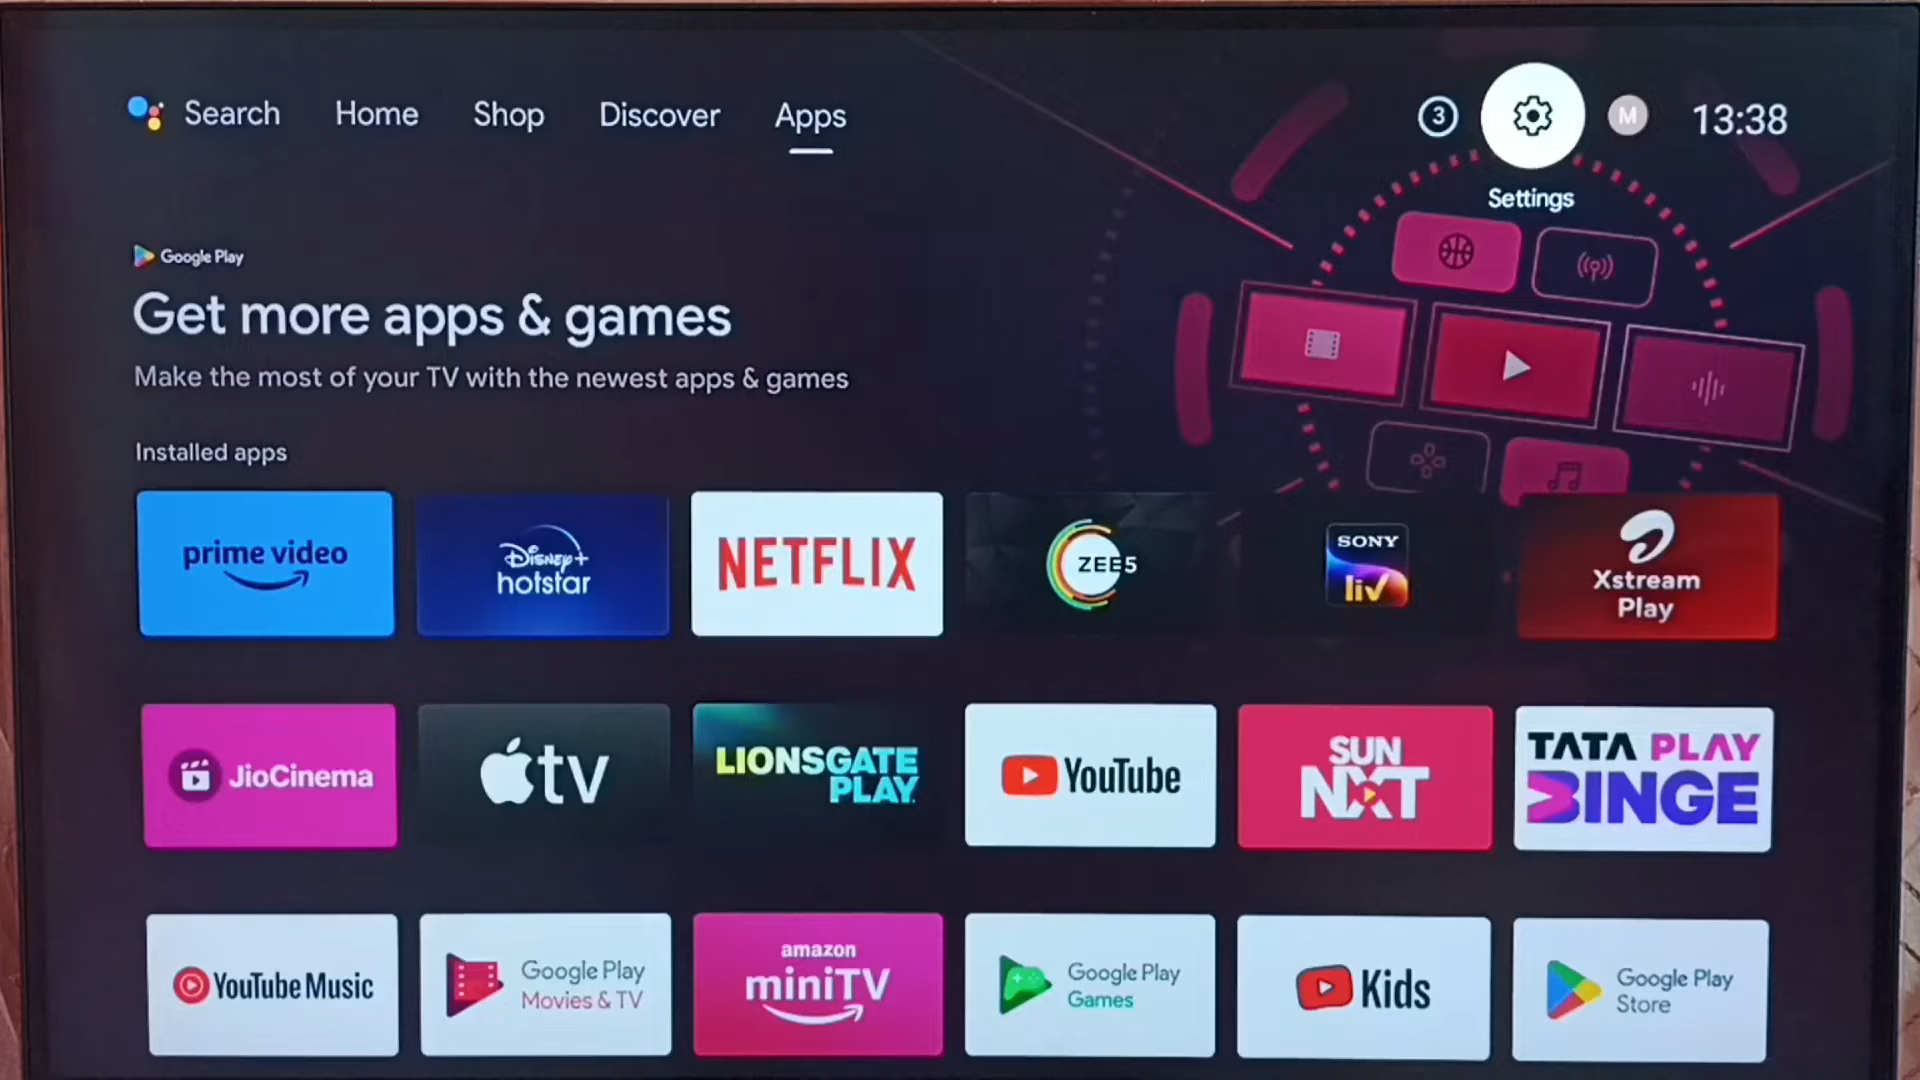 Search Home Shop Discover Apps
3 M 13:38
Settings
Google Play
Get more apps & games
Make the most of your TV with the newest apps & games
Installed apps
prime video
Disney+
hotstar
NETFLIX
ZEE5
SONY
liv
Xstream
Play
JioCinema
tv
LIONSGATE
PLAY
YouTube
SUN
NXT
TATA PLAY
BINGE
YouTube Music
Google Play
Movies & TV
amazon
miniTV
Google Play
Games
Kids
Google Play
Store